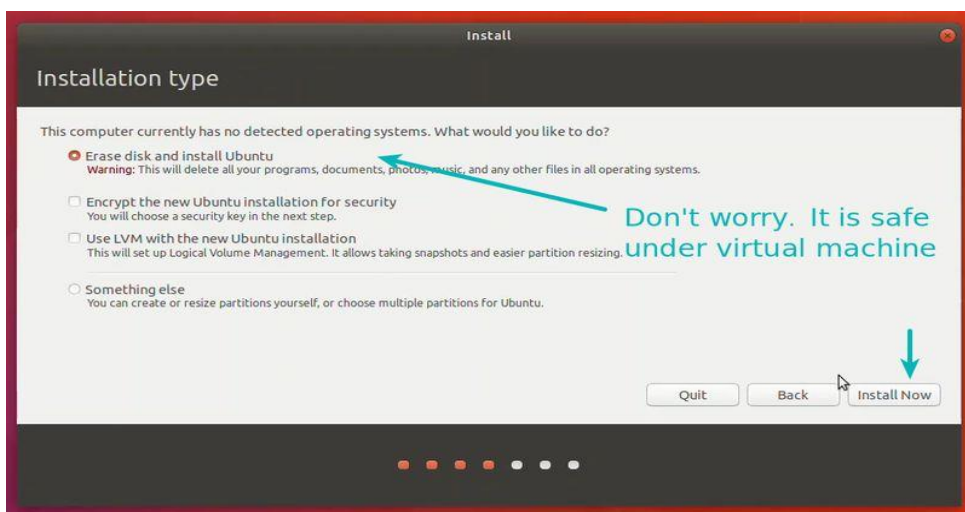 Install
Installation type
This computer currently has no detected operating systems. What would you like to do?
Erase disk and install Ubuntu
Warning: This will delete all your programs, documents, photos, music, and any other files in all operating systems.
Encrypt the new Ubuntu installation for security
You will choose a security key in the next step.
Use LVM with the new Ubuntu installation
This will set up Logical Volume Management. It allows taking snapshots and easier partition resizing.
Don't worry. It is safe
under virtual machine
Something else
You can create or resize partitions yourself, or choose multiple partitions for Ubuntu.
Quit
Back
Install Now